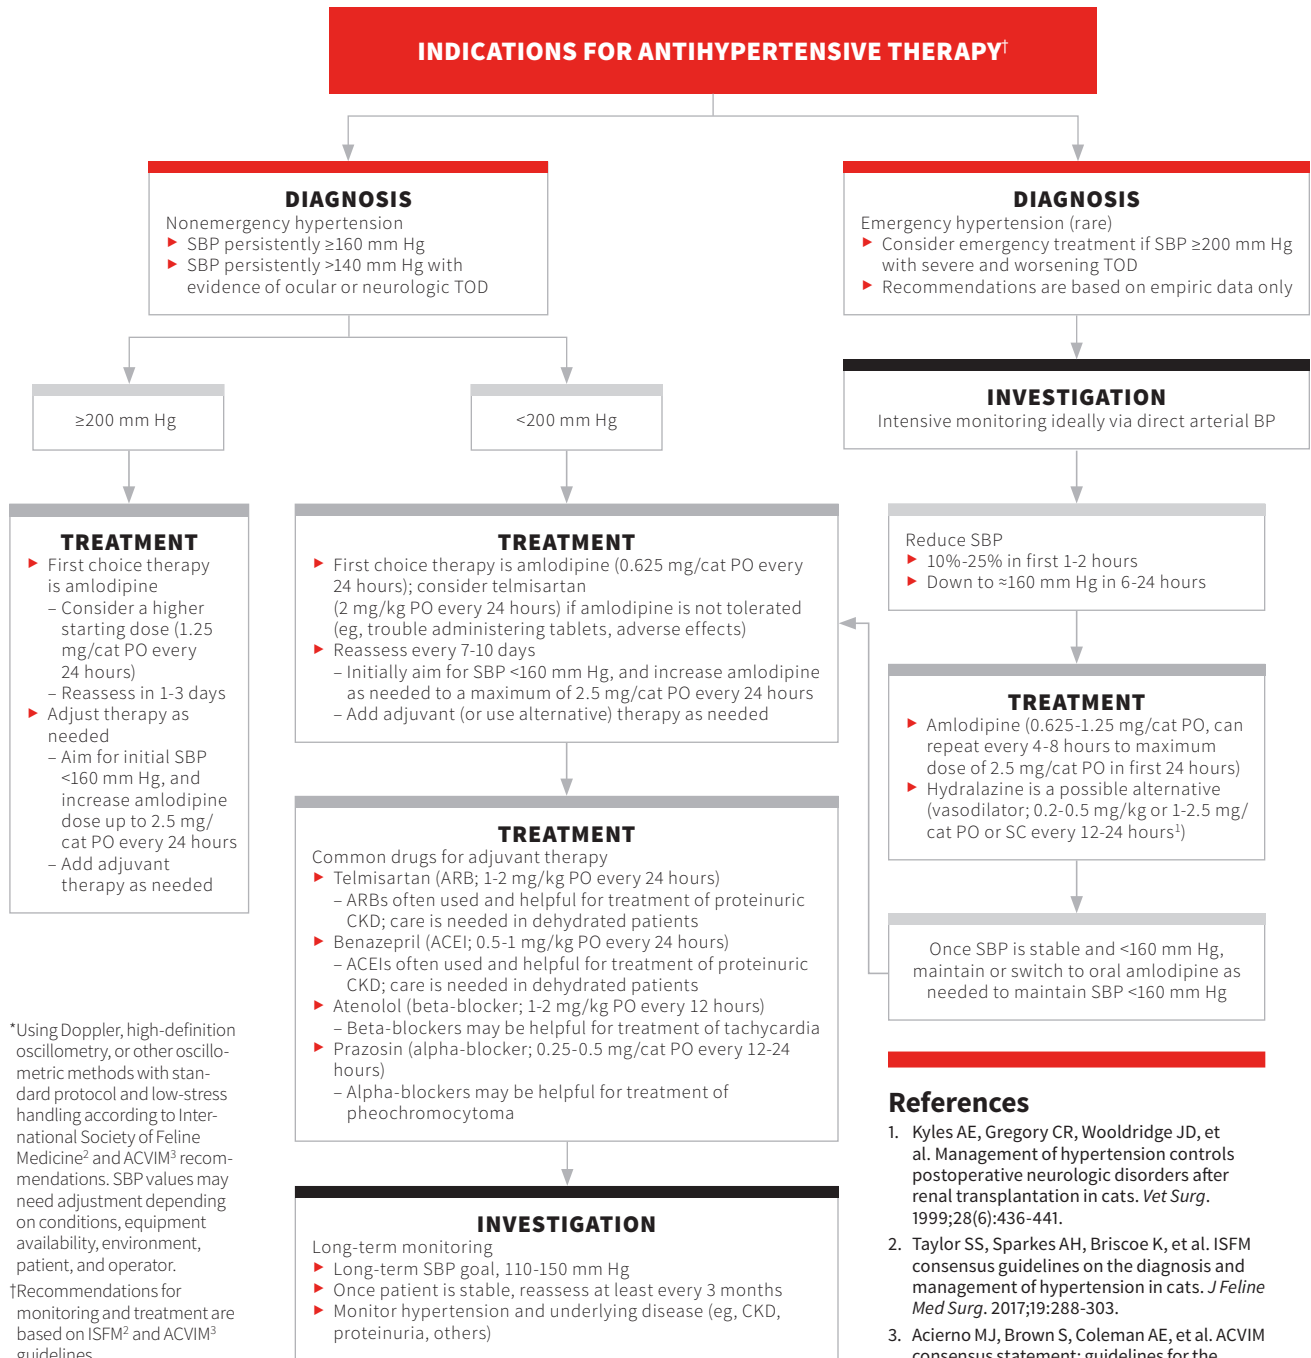 INDICATIONS FOR ANTIHYPERTENSIVE THERAPY†
DIAGNOSIS
Nonemergency hypertension
▶ SBP persistently ≥160 mm Hg
▶ SBP persistently >140 mm Hg with
evidence of ocular or neurologic TOD
DIAGNOSIS
Emergency hypertension (rare)
▶ Consider emergency treatment if SBP ≥200 mm Hg
with severe and worsening TOD
▶ Recommendations are based on empiric data only
≥200 mm Hg
<200 mm Hg
INVESTIGATION
Intensive monitoring ideally via direct arterial BP
TREATMENT
▶ First choice therapy
is amlodipine
– Consider a higher
starting dose (1.25
mg/cat PO every
24 hours)
– Reassess in 1-3 days
▶ Adjust therapy as
needed
– Aim for initial SBP
<160 mm Hg, and
increase amlodipine
dose up to 2.5 mg/
cat PO every 24 hours
– Add adjuvant
therapy as needed
TREATMENT
▶ First choice therapy is amlodipine (0.625 mg/cat PO every
24 hours); consider telmisartan
(2 mg/kg PO every 24 hours) if amlodipine is not tolerated
(eg, trouble administering tablets, adverse effects)
▶ Reassess every 7-10 days
– Initially aim for SBP <160 mm Hg, and increase amlodipine
as needed to a maximum of 2.5 mg/cat PO every 24 hours
– Add adjuvant (or use alternative) therapy as needed
Reduce SBP
▶ 10%-25% in first 1-2 hours
▶ Down to ≈160 mm Hg in 6-24 hours
TREATMENT
▶ Amlodipine (0.625-1.25 mg/cat PO, can
repeat every 4-8 hours to maximum
dose of 2.5 mg/cat PO in first 24 hours)
▶ Hydralazine is a possible alternative
(vasodilator; 0.2-0.5 mg/kg or 1-2.5 mg/
cat PO or SC every 12-24 hours¹)
TREATMENT
Common drugs for adjuvant therapy
▶ Telmisartan (ARB; 1-2 mg/kg PO every 24 hours)
– ARBs often used and helpful for treatment of proteinuric
CKD; care is needed in dehydrated patients
▶ Benazepril (ACEI; 0.5-1 mg/kg PO every 24 hours)
– ACEIs often used and helpful for treatment of proteinuric
CKD; care is needed in dehydrated patients
▶ Atenolol (beta-blocker; 1-2 mg/kg PO every 12 hours)
– Beta-blockers may be helpful for treatment of tachycardia
▶ Prazosin (alpha-blocker; 0.25-0.5 mg/cat PO every 12-24
hours)
– Alpha-blockers may be helpful for treatment of
pheochromocytoma
Once SBP is stable and <160 mm Hg,
maintain or switch to oral amlodipine as
needed to maintain SBP <160 mm Hg
INVESTIGATION
Long-term monitoring
▶ Long-term SBP goal, 110-150 mm Hg
▶ Once patient is stable, reassess at least every 3 months
▶ Monitor hypertension and underlying disease (eg, CKD,
proteinuria, others)
*Using Doppler, high-definition
oscillometry, or other oscillo-
metric methods with stan-
dard protocol and low-stress
handling according to Inter-
national Society of Feline
Medicine² and ACVIM³ recom-
mendations. SBP values may
need adjustment depending
on conditions, equipment
availability, environment,
patient, and operator.
†Recommendations for
monitoring and treatment are
based on ISFM² and ACVIM³
guidelines
References
1. Kyles AE, Gregory CR, Wooldridge JD, et
al. Management of hypertension controls
postoperative neurologic disorders after
renal transplantation in cats. Vet Surg.
1999;28(6):436-441.
2. Taylor SS, Sparkes AH, Briscoe K, et al. ISFM
consensus guidelines on the diagnosis and
management of hypertension in cats. J Feline
Med Surg. 2017;19:288-303.
3. Acierno MJ, Brown S, Coleman AE, et al. ACVIM
consensus statement: guidelines for the